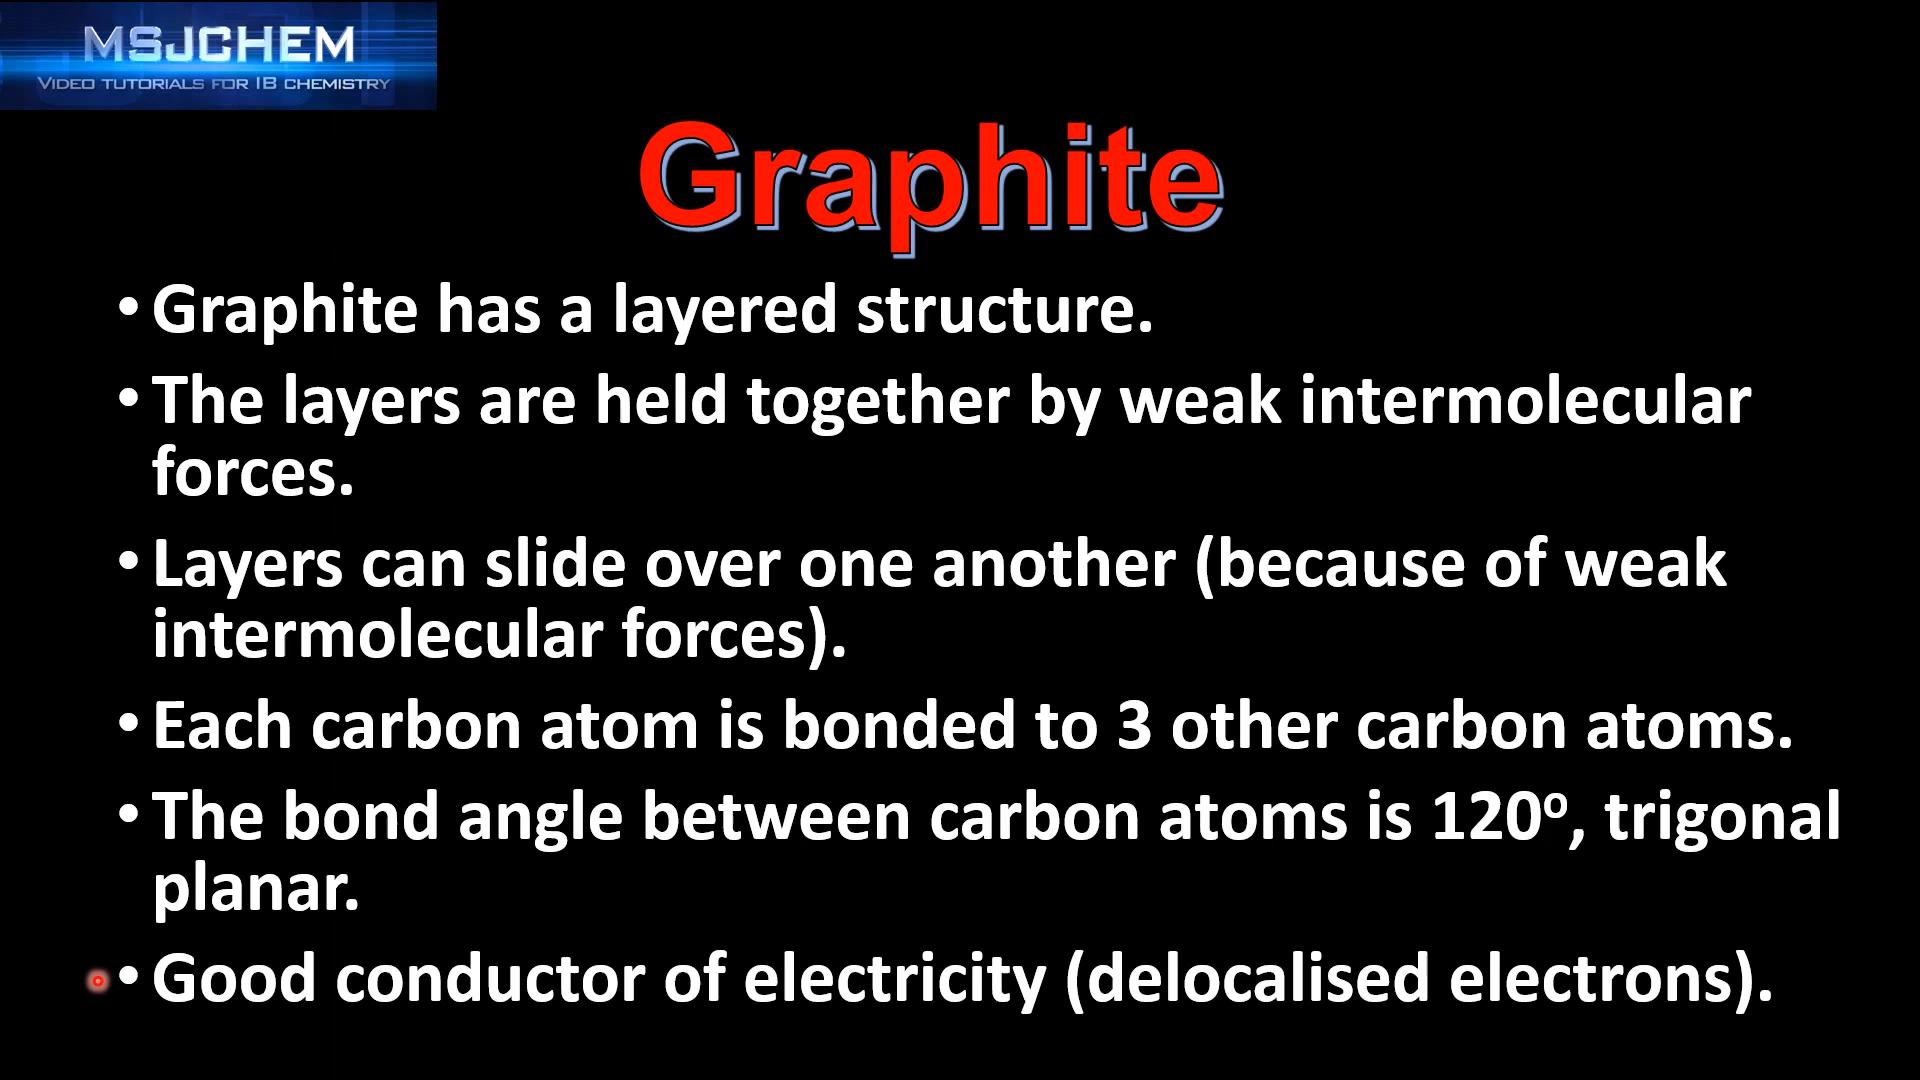 MSJCHEM
VIDEO TUTORIALS FOR IB CHEMISTRY
Graphite
• Graphite has a layered structure.
• The layers are held together by weak intermolecular
forces.
• Layers can slide over one another (because of weak
intermolecular forces).
• Each carbon atom is bonded to 3 other carbon atoms.
• The bond angle between carbon atoms is 120º, trigonal
planar.
• Good conductor of electricity (delocalised electrons).